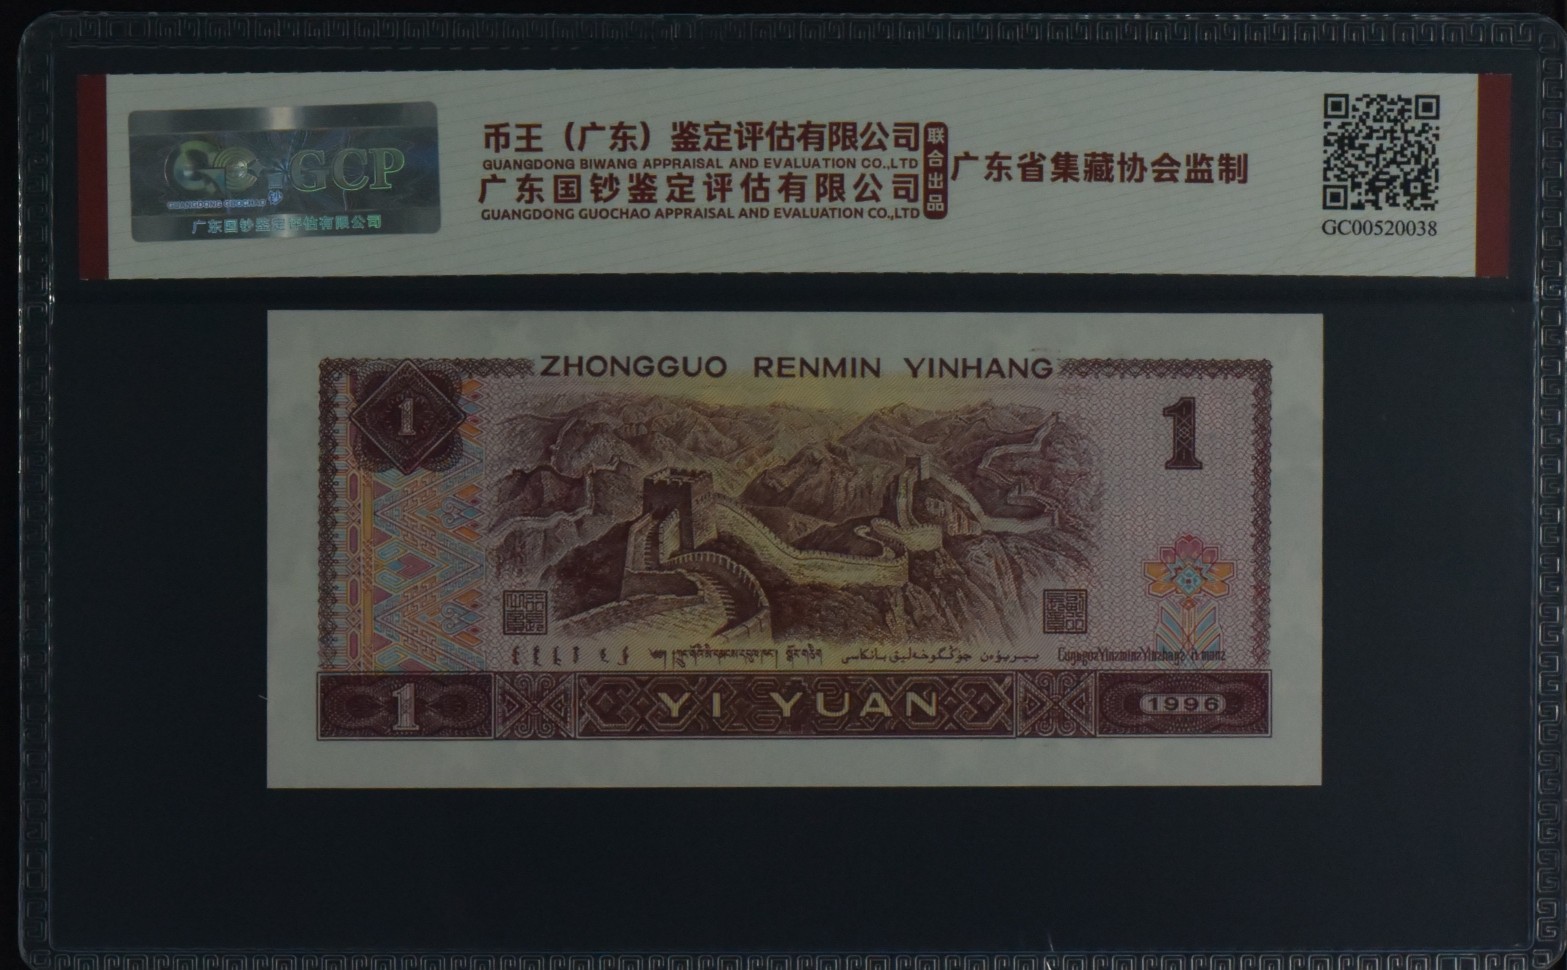 GCP
GUANGDONG GUOCHAO
钞
广东国钞鉴定评估有限公司
币王（广东）鉴定评估有限公司
GUANGDONG BIWANG APPRAISAL AND EVALUATION CO.,LTD
广东国钞鉴定评估有限公司
GUANGDONG GUOCHAO APPRAISAL AND EVALUATION CO.,LTD
联合出品
广东省集藏协会监制
GC00520038
ZHONGGUO RENMIN YINHANG
1
1
1
YI YUAN
1996